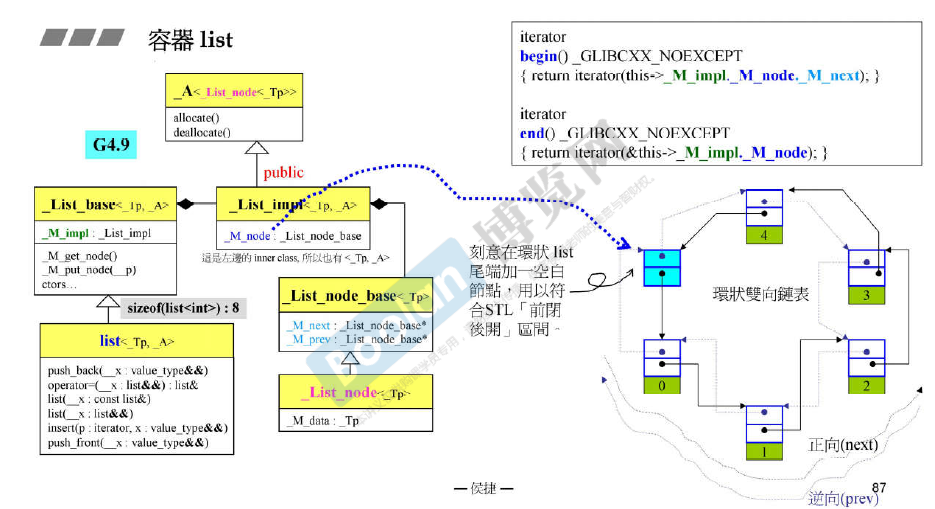 容器 list
iterator
begin() _GLIBCXX_NOEXCEPT
{ return iterator(this->_M_impl._M_node._M_next); }
iterator
end() _GLIBCXX_NOEXCEPT
{ return iterator(&this->_M_impl._M_node); }
_A<_List_node<_Tp>>
allocate()
deallocate()
G4.9
public
_List_base<_Tp, _A>
_M_impl : _List_impl
_M_get_node()
_M_put_node(__p)
ctors…
_List_impl<_Tp, _A>
_M_node : _List_node_base
這是左邊的 inner class, 所以也有 <_Tp, _A>
_List_node_base<_Tp>
_M_next : _List_node_base*
_M_prev : _List_node_base*
sizeof(list<int>) : 8
list<_Tp, _A>
push_back(__x : value_type&&)
operator=(__x : list&&) : list&
list(__x : const list&)
list(__x : list&&)
insert(p : iterator, x : value_type&&)
push_front(__x : value_type&&)
_List_node<_Tp>
_M_data : _Tp
刻意在環狀 list
尾端加一空白
節點，用以符
合STL「前閉
後開」區間。
環狀雙向鏈表
4
3
0
2
1
正向(next)
逆向(prev)
Boolan 博览网
— 侯捷 —
87